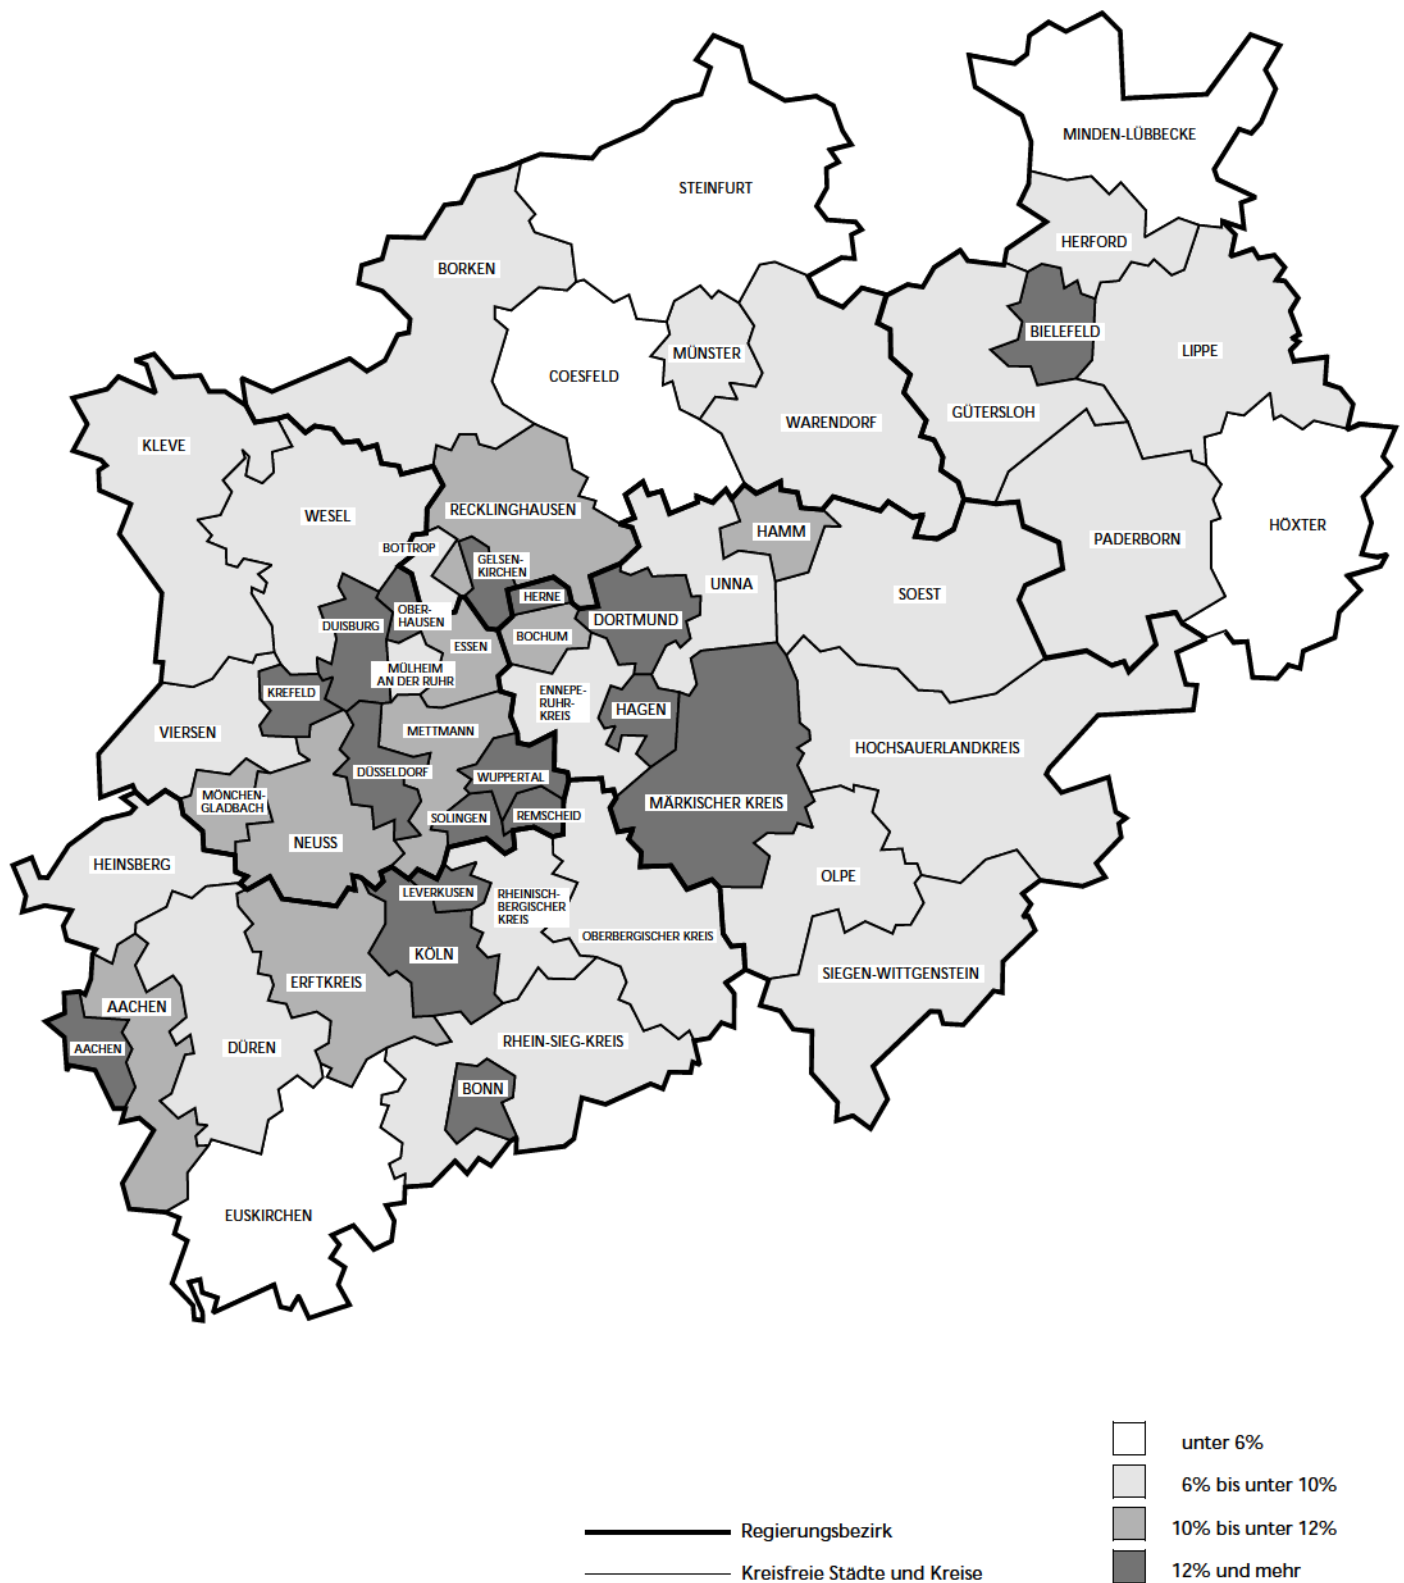 MINDEN-LÜBBECKE
STEINFURT
HERFORD
BORKEN
BIELEFELD
LIPPE
MÜNSTER
COESFELD
GÜTERSLOH
WARENDORF
KLEVE
RECKLINGHAUSEN
WESEL
HÖXTER
HAMM
PADERBORN
BOTTROP
GELSEN-
KIRCHEN
UNNA
SOEST
HERNE
OBER-
HAUSEN
DORTMUND
DUISBURG
BOCHUM
ESSEN
MÜLHEIM
AN DER RUHR
KREFELD
ENNEPE-
RUHR-
KREIS
HAGEN
VIERSEN
METTMANN
HOCHSAUERLANDKREIS
DÜSSELDORF
WUPPERTAL
MÖNCHEN-
GLADBACH
MÄRKISCHER KREIS
SOLINGEN
REMSCHEID
NEUSS
HEINSBERG
OLPE
LEVERKUSEN
RHEINISCH-
BERGISCHER
KREIS
OBERBERGISCHER KREIS
KÖLN
SIEGEN-WITTGENSTEIN
ERFTKREIS
AACHEN
RHEIN-SIEG-KREIS
AACHEN
DÜREN
BONN
EUSKIRCHEN
unter 6%
6% bis unter 10%
10% bis unter 12%
12% und mehr
Regierungsbezirk
Kreisfreie Städte und Kreise